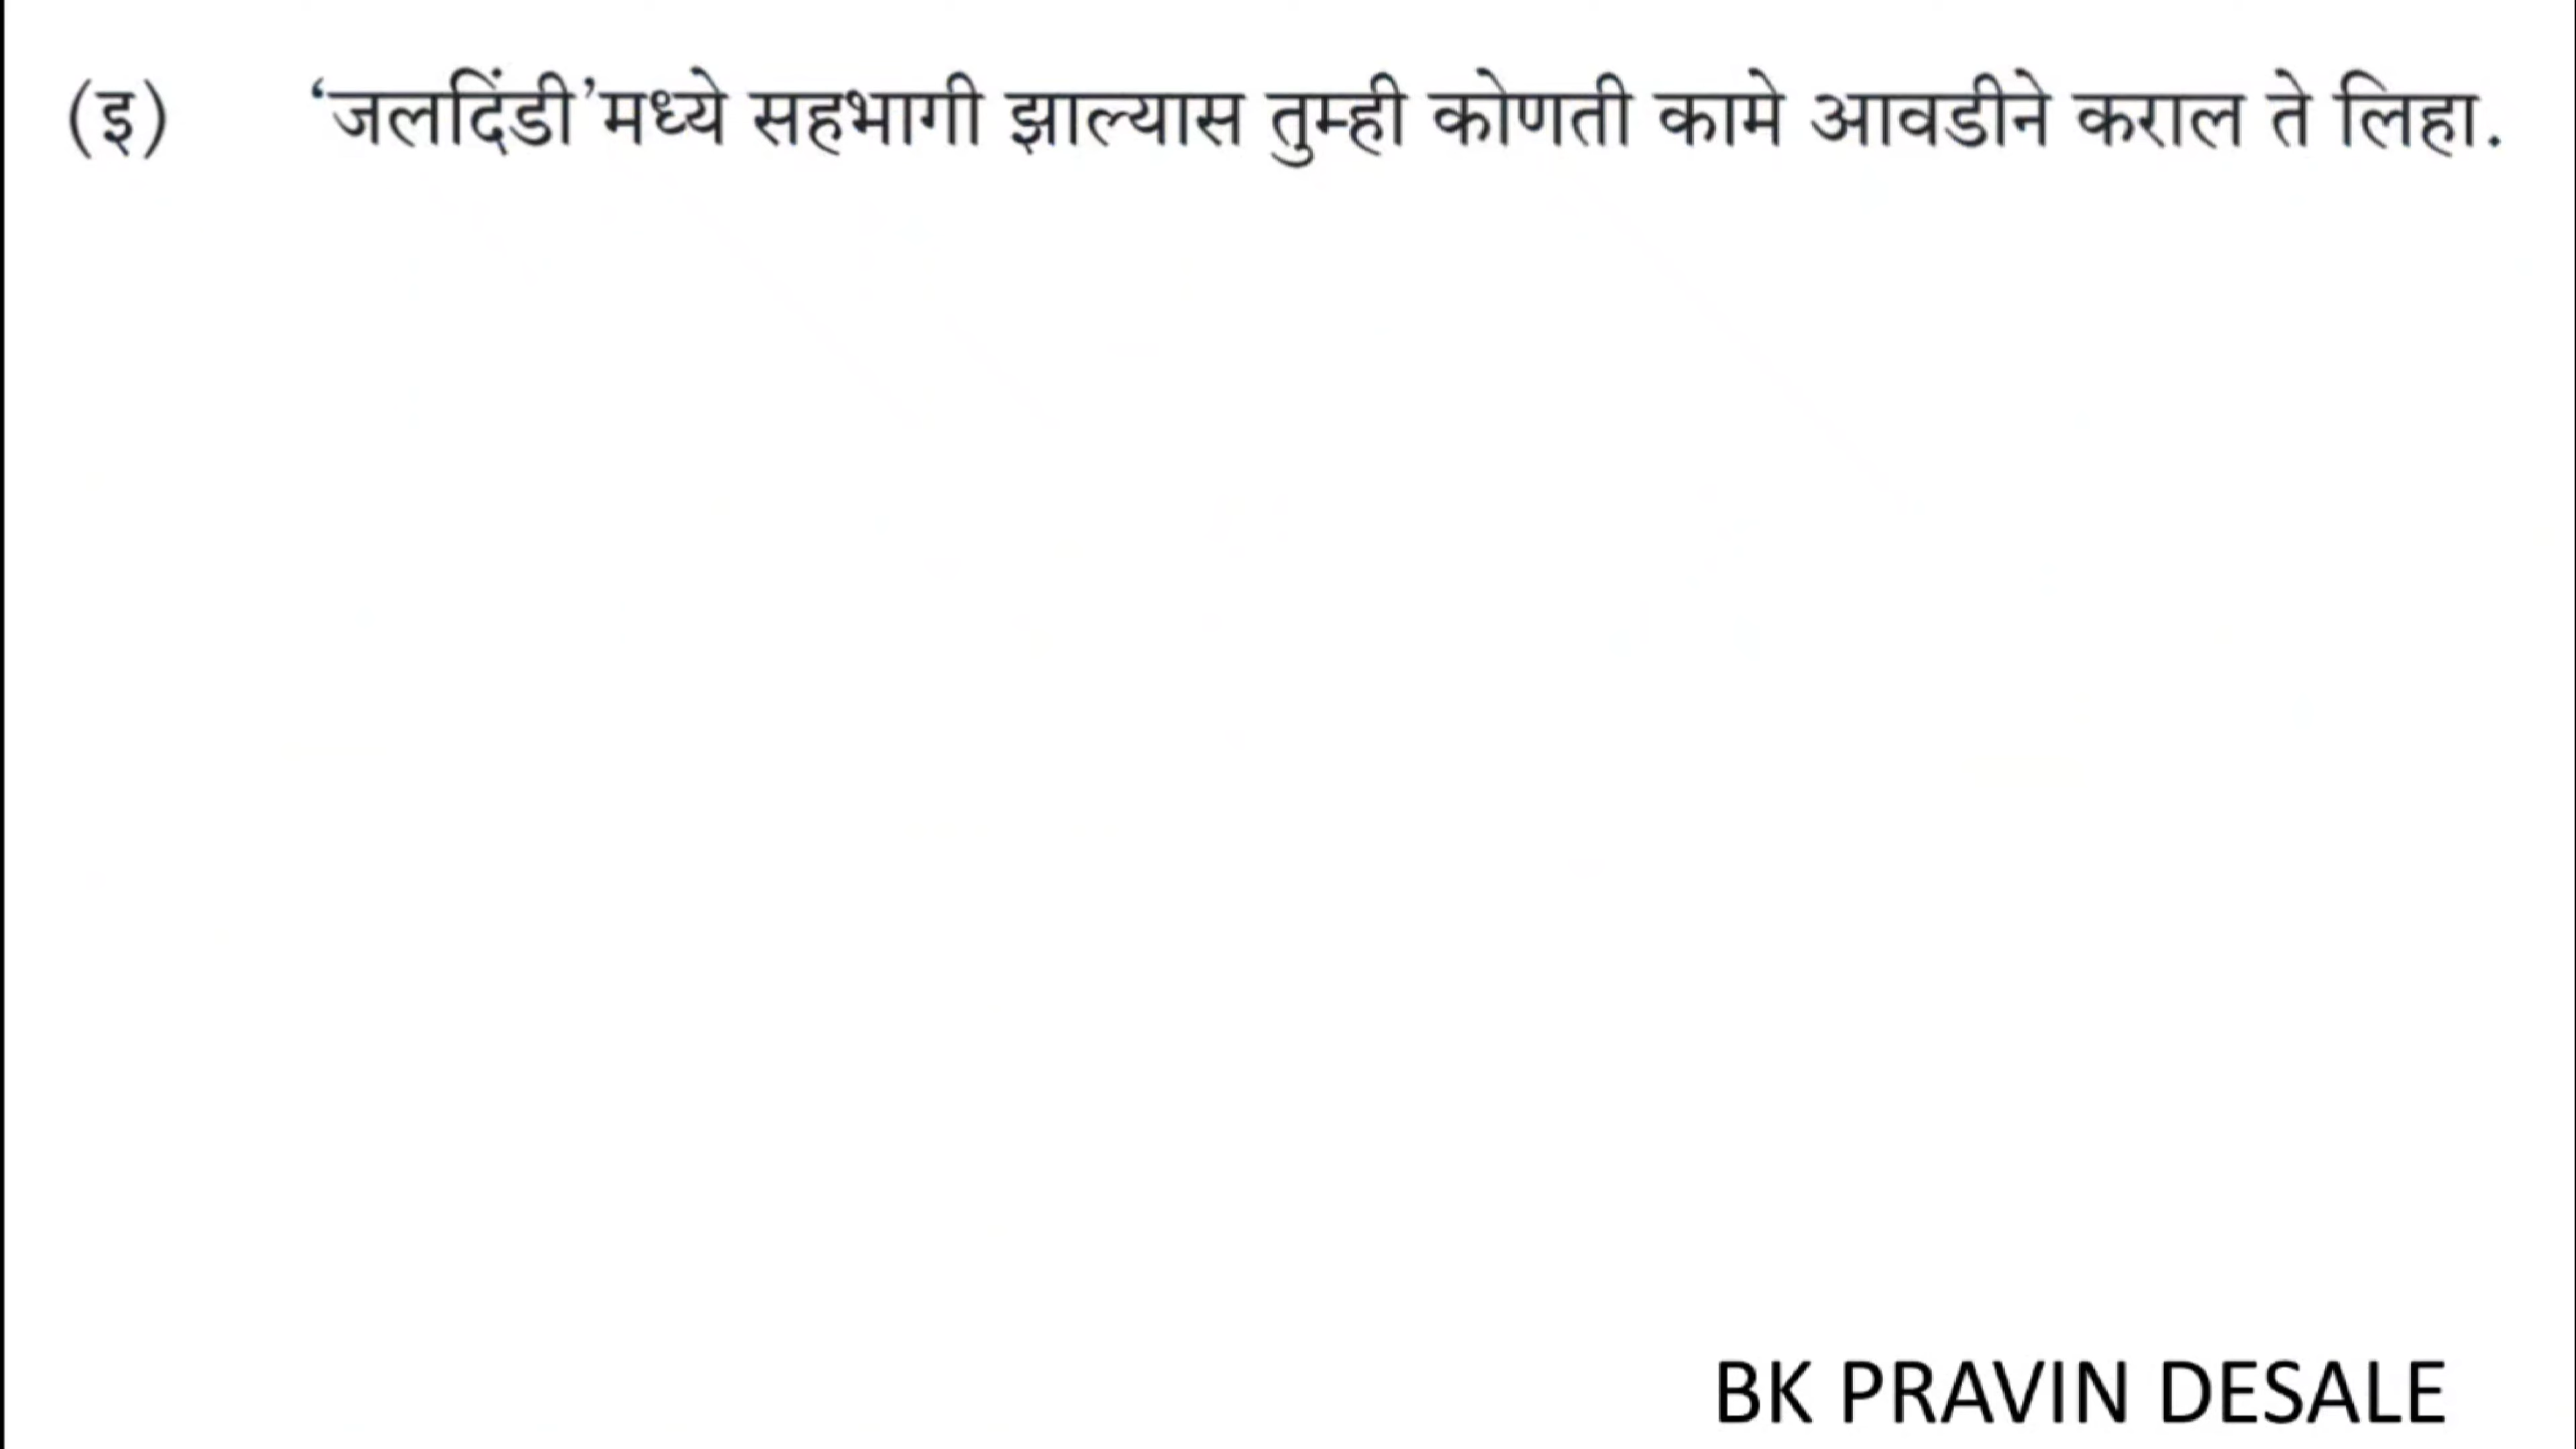 (इ) ‘जलदिंडी’मध्ये सहभागी झाल्यास तुम्ही कोणती कामे आवडीने कराल ते लिहा.
BK PRAVIN DESALE